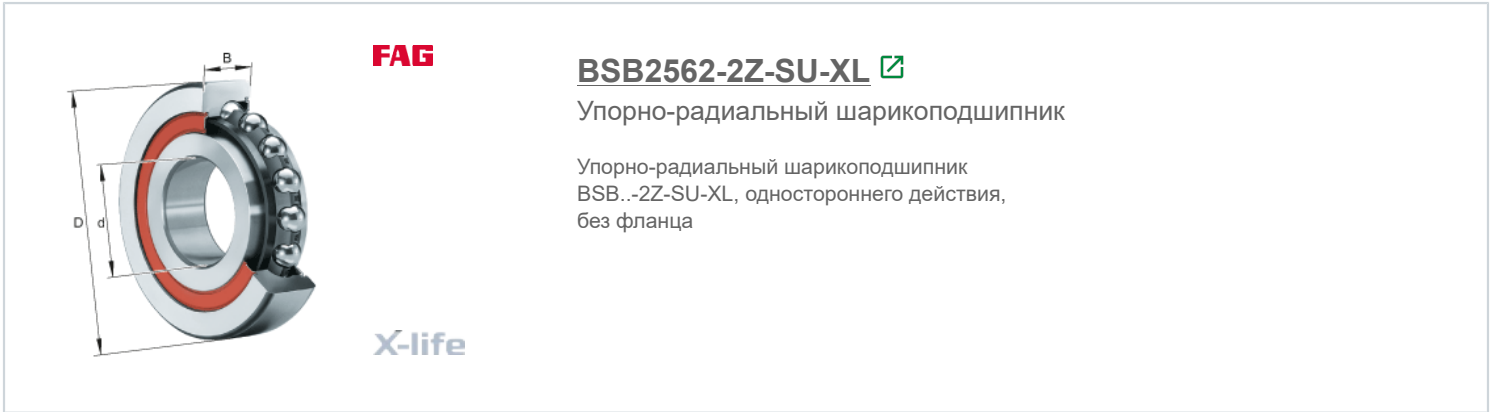 B
D
d
FAG
X-life
BSB2562-2Z-SU-XL
Упорно-радиальный шарикоподшипник
Упорно-радиальный шарикоподшипник
BSB..-2Z-SU-XL, одностороннего действия,
без фланца